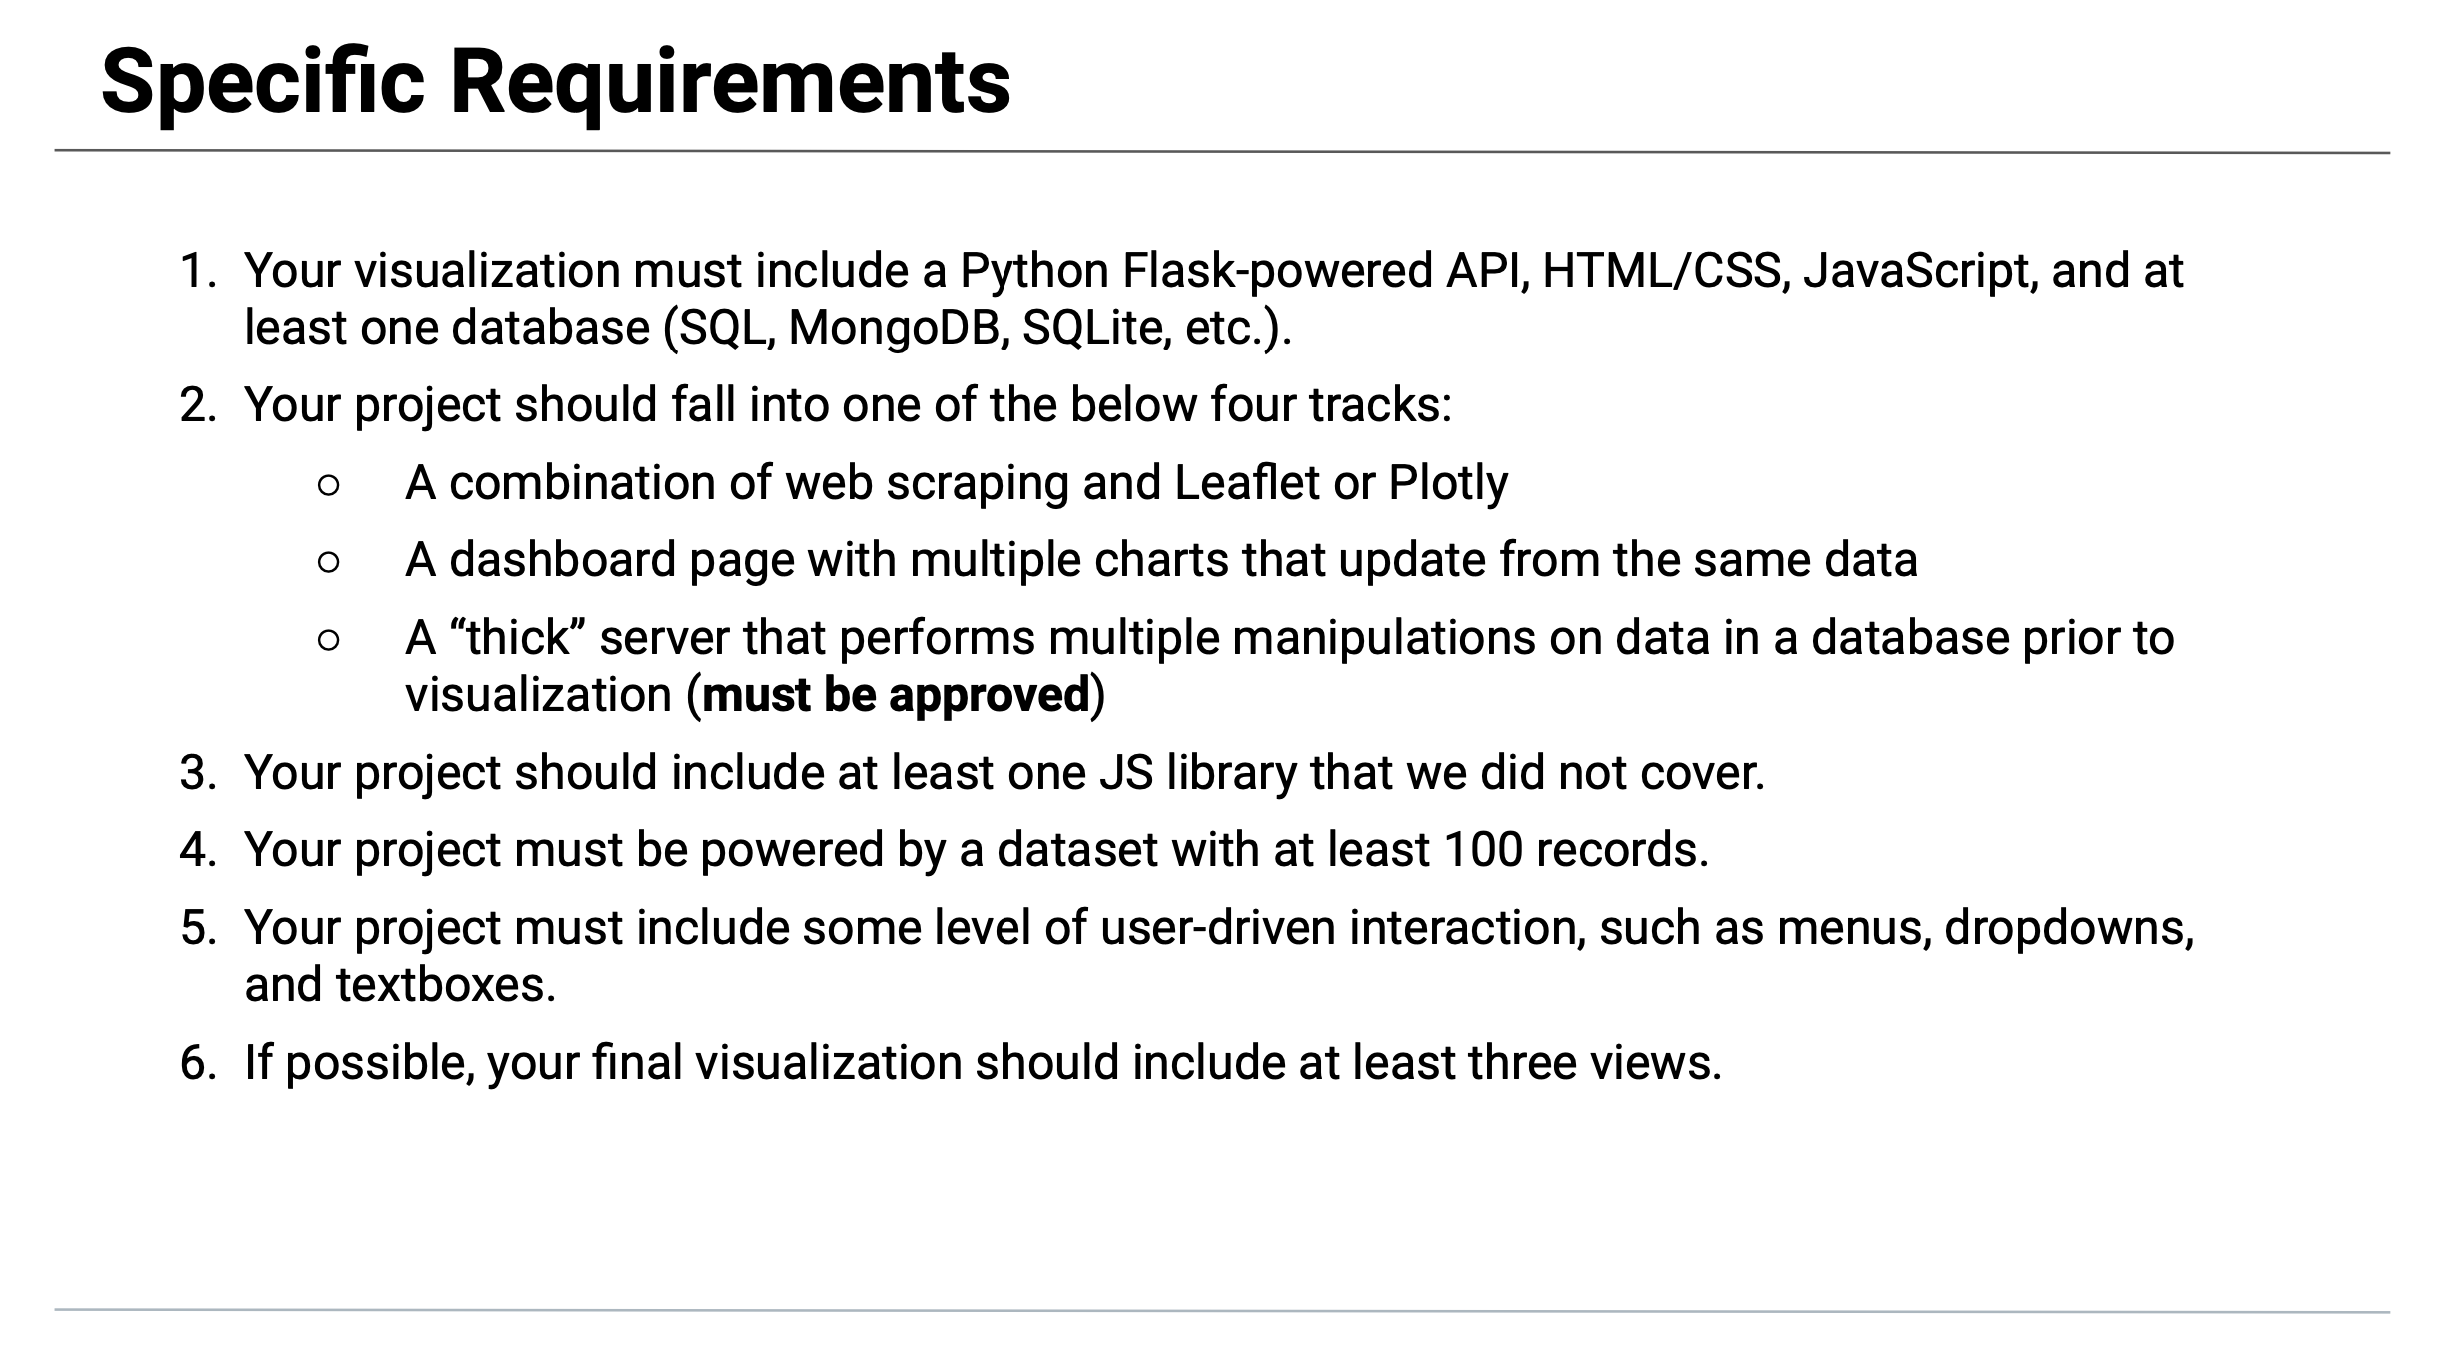 Specific Requirements
1. Your visualization must include a Python Flask-powered API, HTML/CSS, JavaScript, and at
least one database (SQL, MongoDB, SQLite, etc.).
2. Your project should fall into one of the below four tracks:
○ A combination of web scraping and Leaflet or Plotly
○ A dashboard page with multiple charts that update from the same data
○ A “thick” server that performs multiple manipulations on data in a database prior to
visualization (must be approved)
3. Your project should include at least one JS library that we did not cover.
4. Your project must be powered by a dataset with at least 100 records.
5. Your project must include some level of user-driven interaction, such as menus, dropdowns,
and textboxes.
6. If possible, your final visualization should include at least three views.